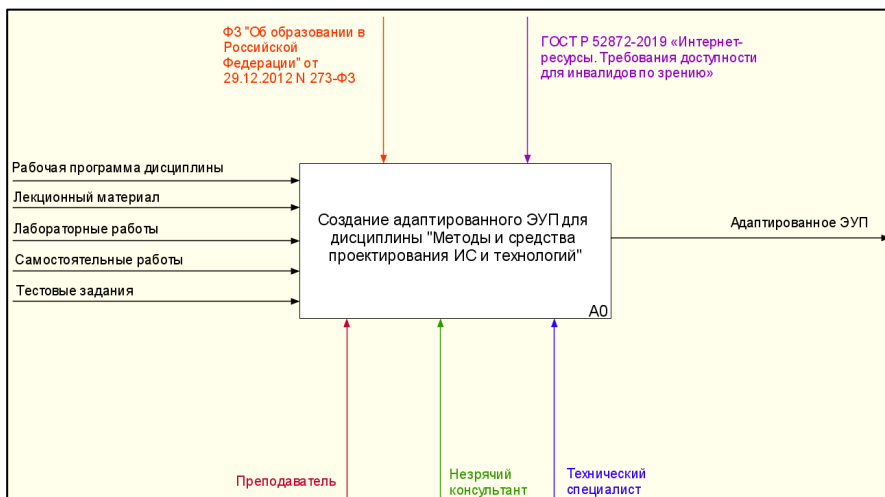 ФЗ "Об образовании в
Российской
Федерации" от
29.12.2012 N 273-ФЗ
ГОСТ Р 52872-2019 «Интернет-
ресурсы. Требования доступности
для инвалидов по зрению»
Рабочая программа дисциплины
Лекционный материал
Лабораторные работы
Самостоятельные работы
Тестовые задания
Создание адаптированного ЭУП для
дисциплины "Методы и средства
проектирования ИС и технологий"
A0
Адаптированное ЭУП
Преподаватель
Незрячий
консультант
Технический
специалист